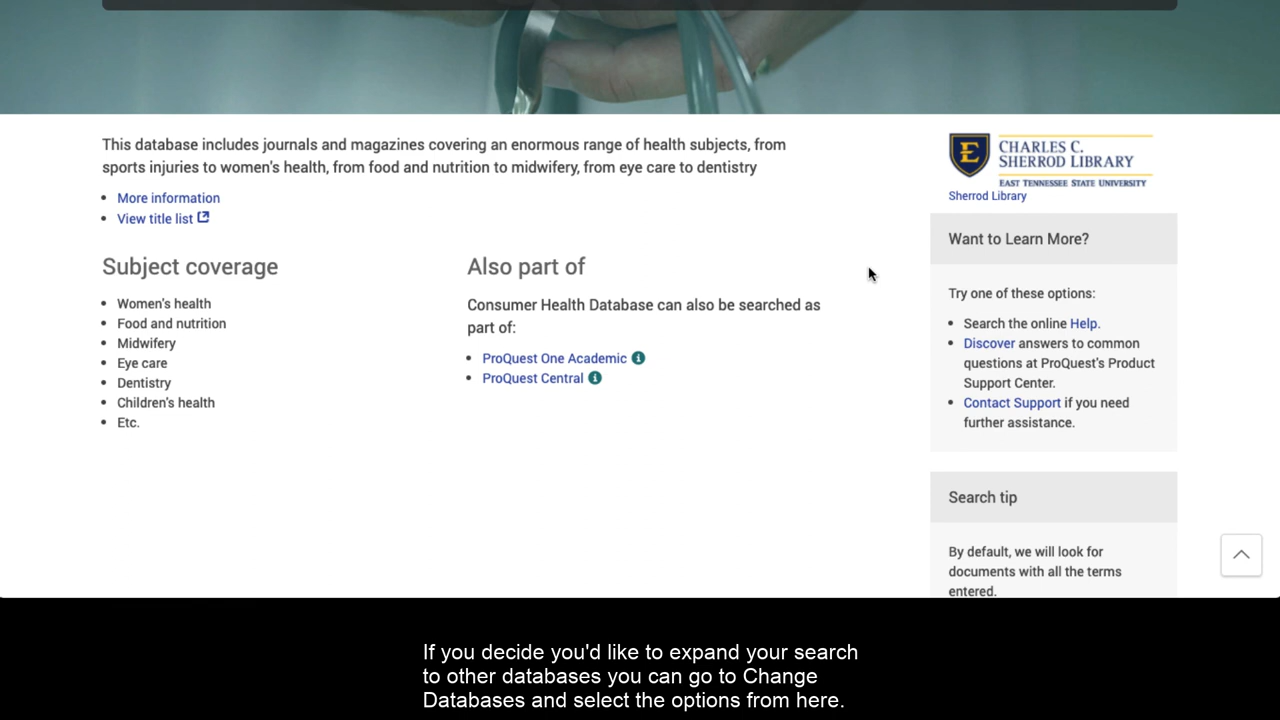 This database includes journals and magazines covering an enormous range of health subjects, from
sports injuries to women's health, from food and nutrition to midwifery, from eye care to dentistry
• More information
• View title list
Subject coverage
• Women's health
• Food and nutrition
• Midwifery
• Eye care
• Dentistry
• Children's health
• Etc.
Also part of
Consumer Health Database can also be searched as
part of:
• ProQuest One Academic
• ProQuest Central
E
CHARLES C.
SHERROD LIBRARY
EAST TENNESSEE STATE UNIVERSITY
Sherrod Library
Want to Learn More?
Try one of these options:
• Search the online Help.
• Discover answers to common
questions at ProQuest's Product
Support Center.
• Contact Support if you need
further assistance.
Search tip
By default, we will look for
documents with all the terms
entered.
If you decide you'd like to expand your search
to other databases you can go to Change
Databases and select the options from here.